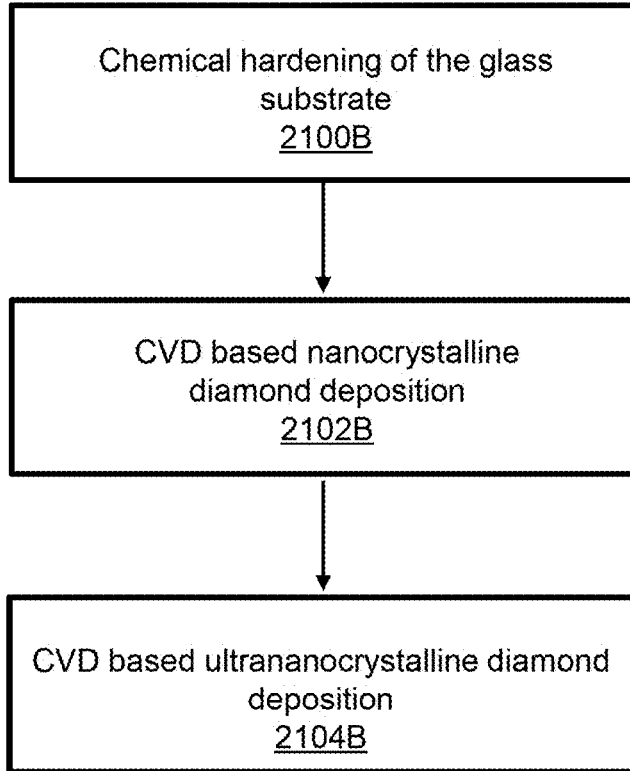 Chemical hardening of the glass
substrate
2100B
CVD based nanocrystalline
diamond deposition
2102B
CVD based ultrananocrystalline diamond
deposition
2104B